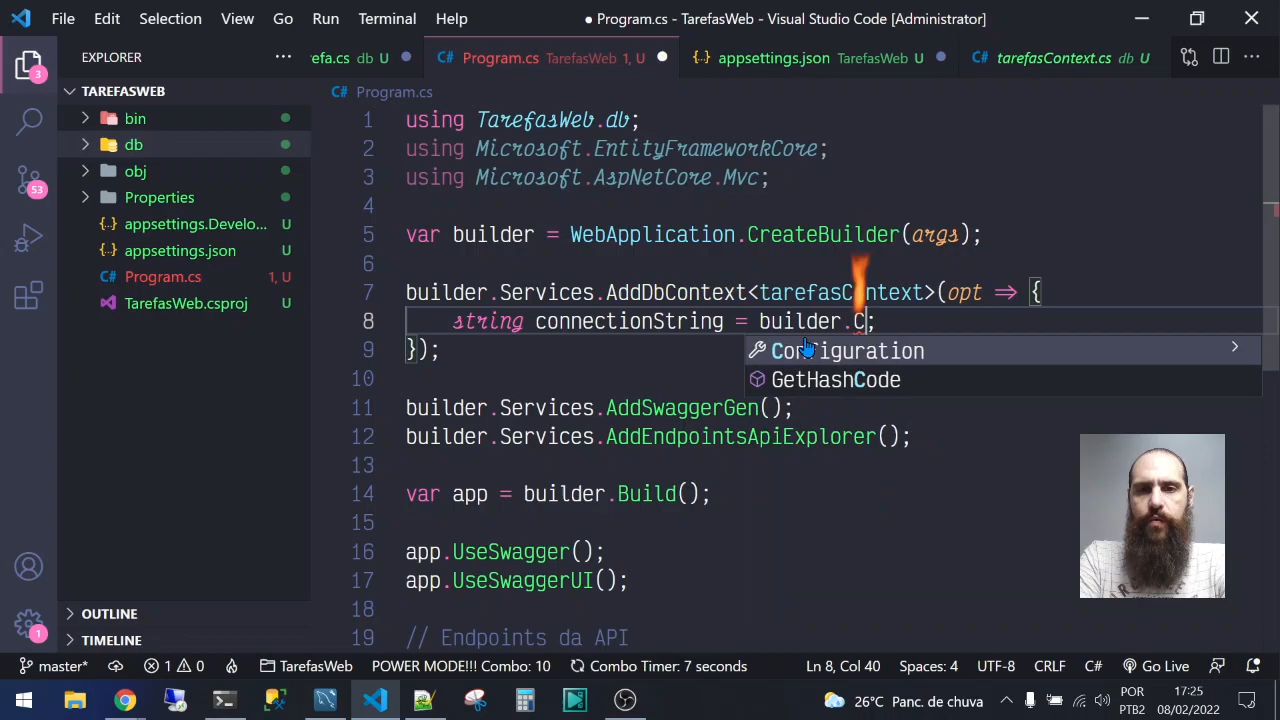 File Edit Selection View Go Run Terminal Help
● Program.cs - TarefasWeb - Visual Studio Code [Administrator]
EXPLORER
efa.cs db U
Program.cs TarefasWeb 1, U
appsettings.json TarefasWeb U
tarefasContext.cs db U
TAREFASWEB
bin
db
obj
Properties
appsettings.Develo... U
appsettings.json U
Program.cs 1, U
TarefasWeb.csproj U
OUTLINE
TIMELINE
3
53
1
Program.cs
1 using TarefasWeb.db;
2 using Microsoft.EntityFrameworkCore;
3 using Microsoft.AspNetCore.Mvc;
4
5 var builder = WebApplication.CreateBuilder(args);
6
7 builder.Services.AddDbContext<tarefasContext>(opt => {
8 string connectionString = builder.C;
9 });
Configuration
GetHashCode
10
11 builder.Services.AddSwaggerGen();
12 builder.Services.AddEndpointsApiExplorer();
13
14 var app = builder.Build();
15
16 app.UseSwagger();
17 app.UseSwaggerUI();
18
19 // Endpoints da API
master* 1 0 TarefasWeb POWER MODE!!! Combo: 10 Combo Timer: 7 seconds Ln 8, Col 40 Spaces: 4 UTF-8 CRLF C# Go Live
26°C Panc. de chuva
POR
PTB2
17:25
08/02/2022